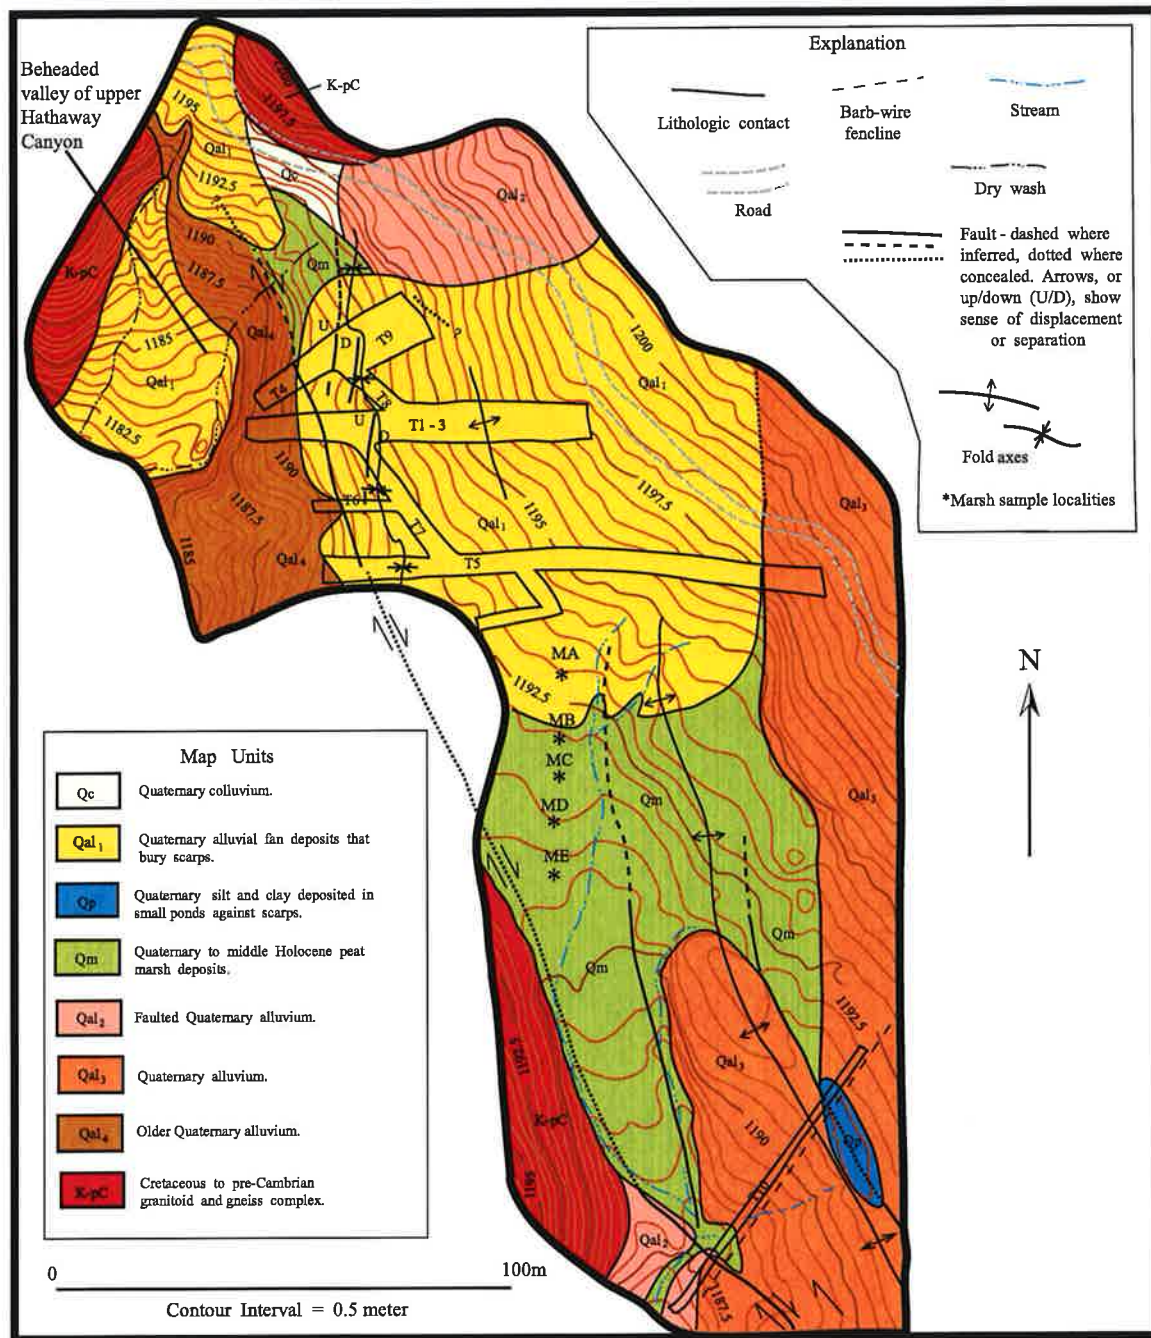 Beheaded
valley of upper
Hathaway
Canyon
K-pC
1197.5
1195
Qal1
1192.5
Qc
Qal2
1190
1187.5
Qm
K-pC
Qal4
1185
Qal1
1182.5
U
D
T9
T4
T8
U
D
T1 - 3
1200
Qal1
1190
1187.5
1185
T6
T7
Qal1
1195
1197.5
Qal3
Qal4
T5
MA
*
1192.5
MB
*
MC
*
MD
*
ME
*
Qm
Qal3
Qm
Qm
1192.5
1192.5
Qal3
1190
K-pC
1195
Qal2
1187.5
Explanation
Lithologic contact
Barb-wire
fencline
Stream
Road
Dry wash
Fault - dashed where
inferred, dotted where
concealed. Arrows, or
up/down (U/D), show
sense of displacement
or separation
Fold axes
*Marsh sample localities
N
Map Units
Qc Quaternary colluvium.
Qal1 Quaternary alluvial fan deposits that
bury scarps.
Qp Quaternary silt and clay deposited in
small ponds against scarps.
Qm Quaternary to middle Holocene peat
marsh deposits.
Qal2 Faulted Quaternary alluvium.
Qal3 Quaternary alluvium.
Qal4 Older Quaternary alluvium.
K-pC Cretaceous to pre-Cambrian
granitoid and gneiss complex.
0 100m
Contour Interval = 0.5 meter